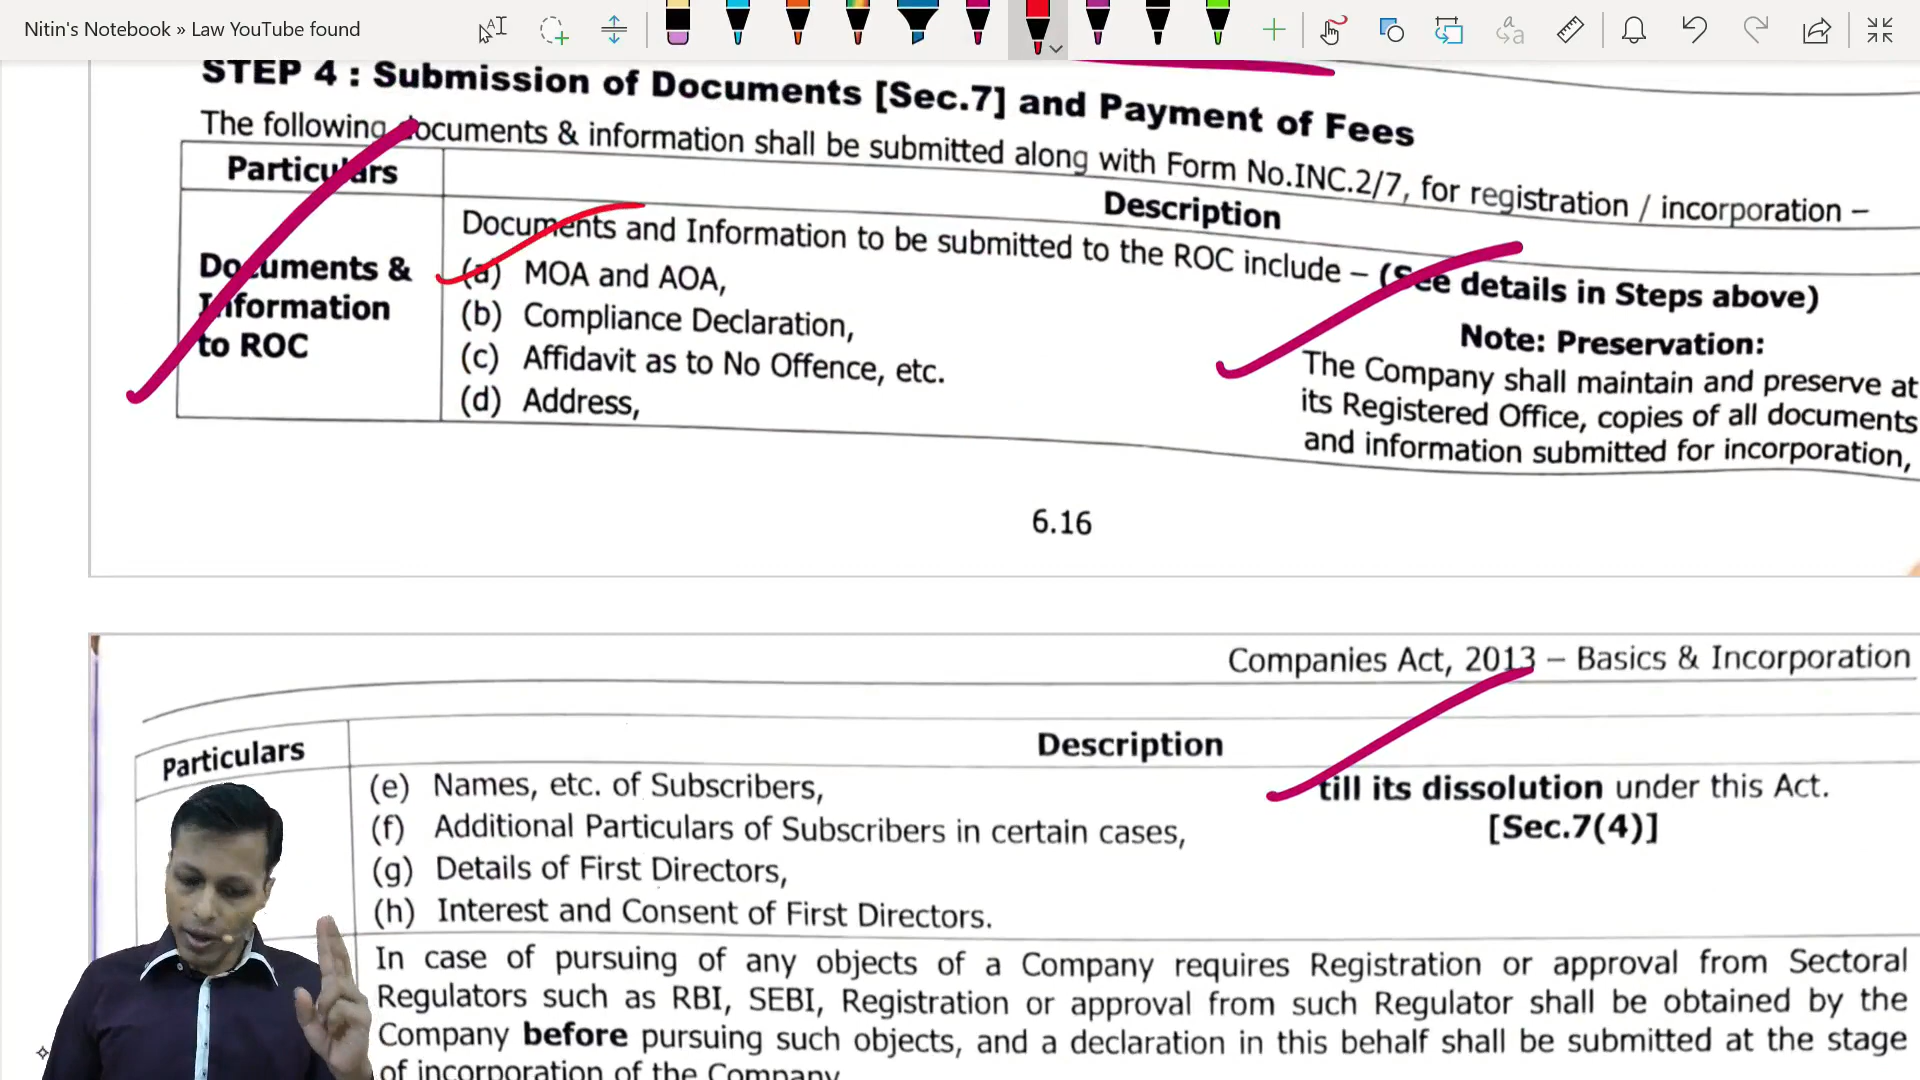 Nitin's Notebook » Law YouTube found
STEP 4 : Submission of Documents [Sec.7] and Payment of Fees
The following documents & information shall be submitted along with Form No.INC.2/7, for registration / incorporation –
Particulars
Description
Documents &
Information
to ROC
Documents and Information to be submitted to the ROC include – (See details in Steps above)
(a) MOA and AOA,
(b) Compliance Declaration,
(c) Affidavit as to No Offence, etc.
(d) Address,
Note: Preservation:
The Company shall maintain and preserve at
its Registered Office, copies of all documents
and information submitted for incorporation,
6.16
Companies Act, 2013 – Basics & Incorporation
Particulars
Description
(e) Names, etc. of Subscribers,
(f) Additional Particulars of Subscribers in certain cases,
(g) Details of First Directors,
(h) Interest and Consent of First Directors.
till its dissolution under this Act.
[Sec.7(4)]
In case of pursuing of any objects of a Company requires Registration or approval from Sectoral
Regulators such as RBI, SEBI, Registration or approval from such Regulator shall be obtained by the
Company before pursuing such objects, and a declaration in this behalf shall be submitted at the stage
of incorporation of the Company